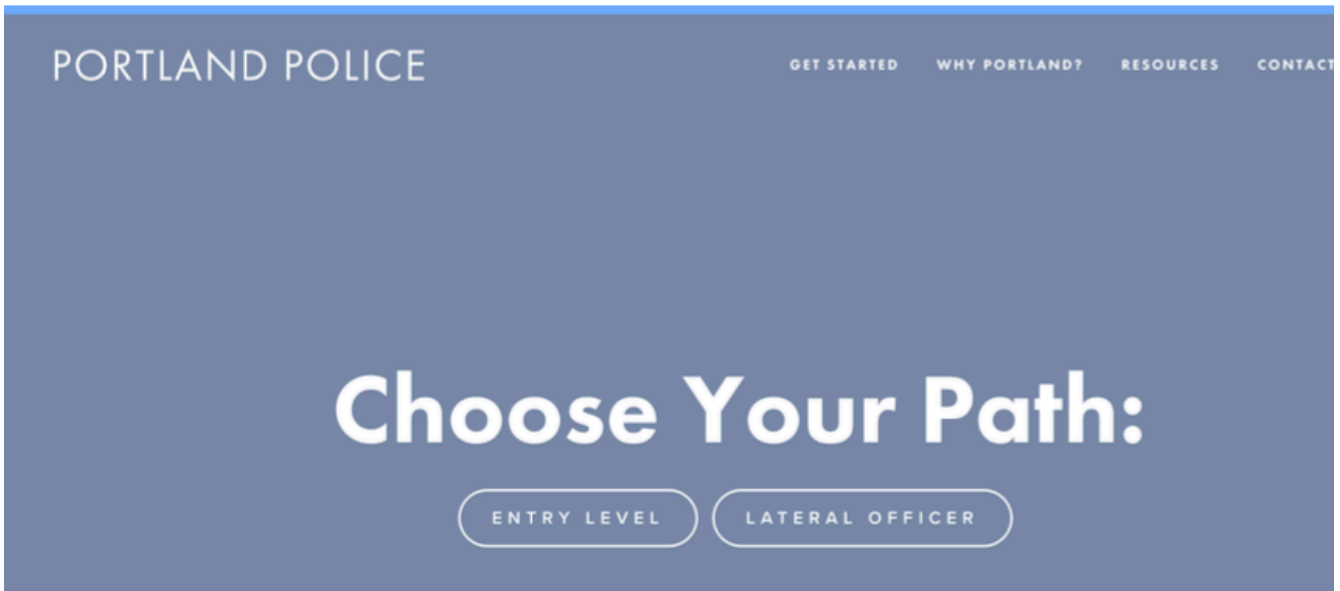 PORTLAND POLICE
GET STARTED WHY PORTLAND? RESOURCES CONTACT
Choose Your Path:
ENTRY LEVEL LATERAL OFFICER